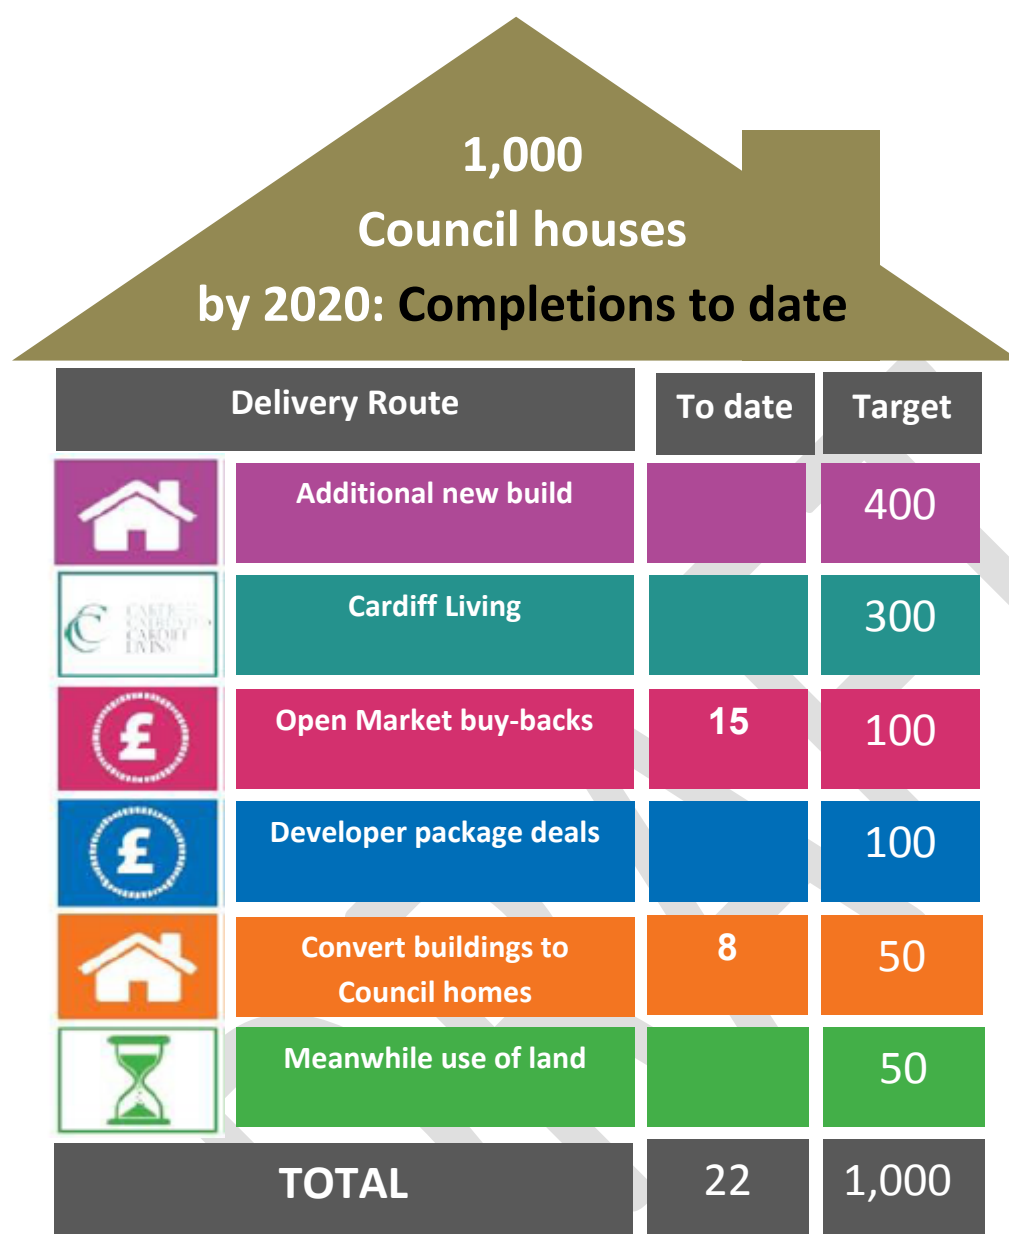 1,000
Council houses
by 2020: Completions to date
Delivery Route To date Target
Additional new build 400
CARDIFF
LIVING
Cardiff Living 300
£ Open Market buy-backs 15 100
£ Developer package deals 100
Convert buildings to
Council homes 8 50
Meanwhile use of land 50
TOTAL 22 1,000